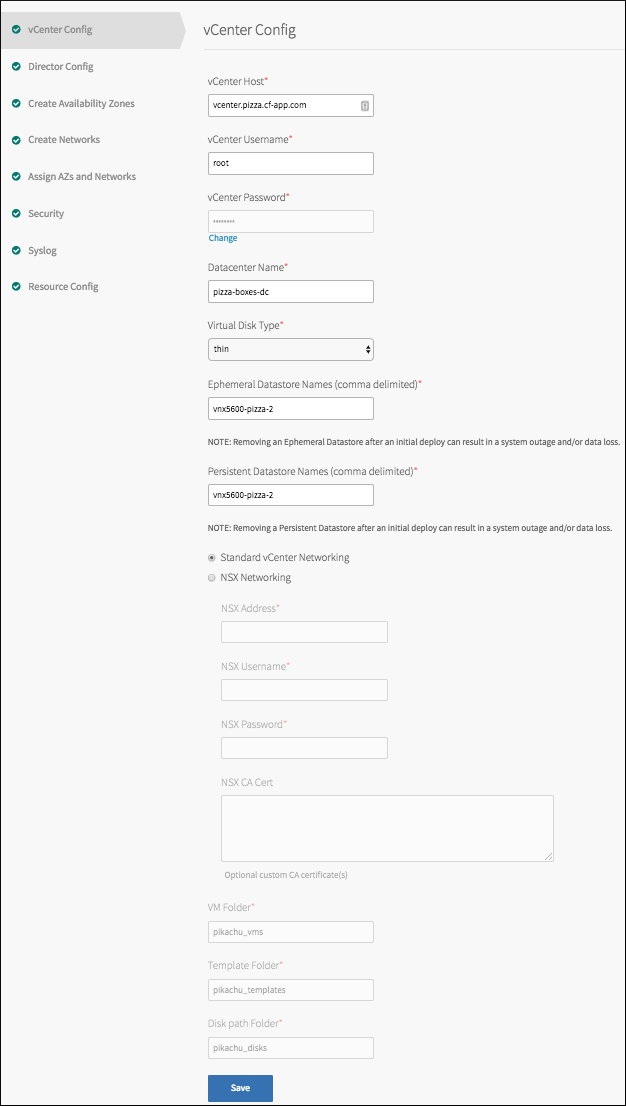 vCenter Config
Director Config
Create Availability Zones
Create Networks
Assign AZs and Networks
Security
Syslog
Resource Config
vCenter Config
vCenter Host*
vcenter.pizza.cf-app.com
vCenter Username*
root
vCenter Password*
••••••••
Change
Datacenter Name*
pizza-boxes-dc
Virtual Disk Type*
thin
Ephemeral Datastore Names (comma delimited)*
vnx5600-pizza-2
NOTE: Removing an Ephemeral Datastore after an initial deploy can result in a system outage and/or data loss.
Persistent Datastore Names (comma delimited)*
vnx5600-pizza-2
NOTE: Removing a Persistent Datastore after an initial deploy can result in a system outage and/or data loss.
Standard vCenter Networking
NSX Networking
NSX Address*
NSX Username*
NSX Password*
NSX CA Cert
Optional custom CA certificate(s)
VM Folder*
pikachu_vms
Template Folder*
pikachu_templates
Disk path Folder*
pikachu_disks
Save